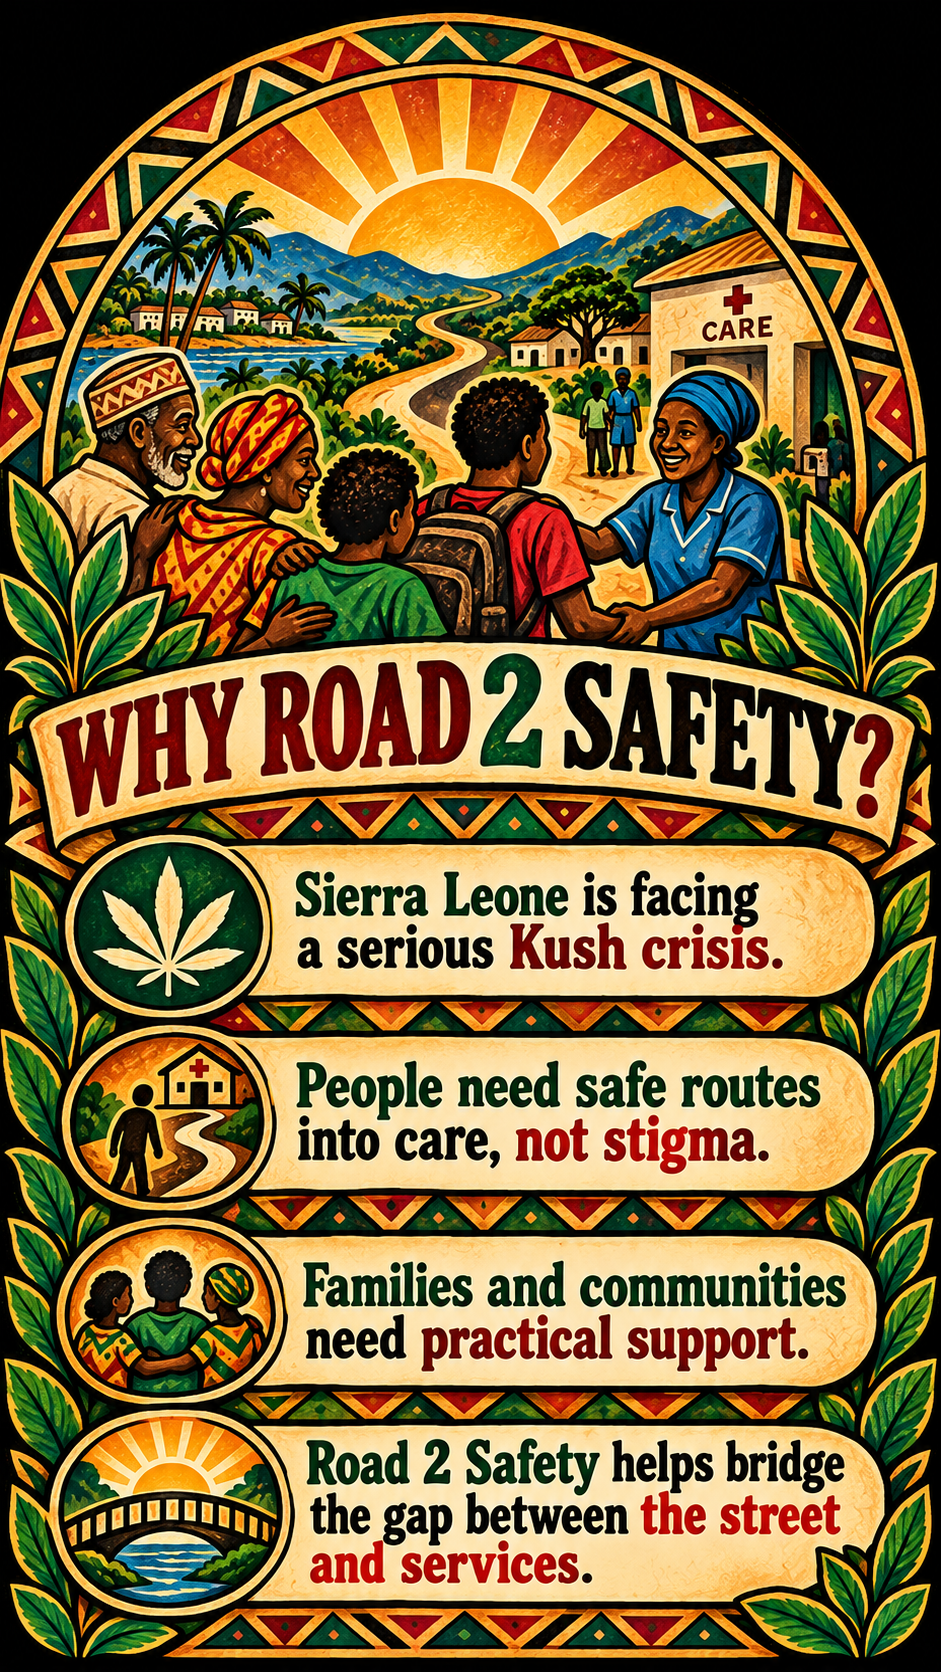 CARE
WHY ROAD 2 SAFETY?
Sierra Leone is facing
a serious Kush crisis.
People need safe routes
into care, not stigma.
Families and communities
need practical support.
Road 2 Safety helps bridge
the gap between the street
and services.